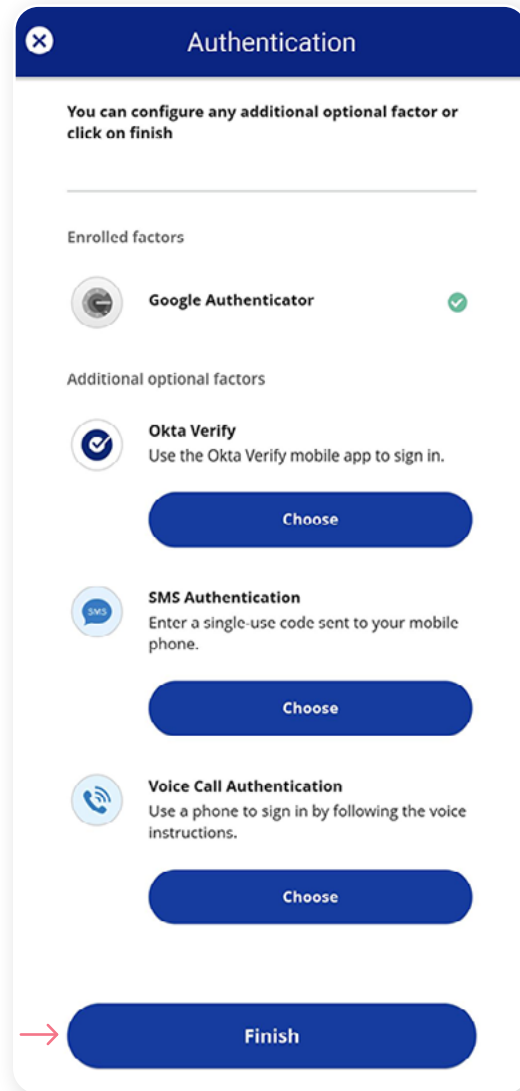 Authentication
You can configure any additional optional factor or
click on finish
Enrolled factors
Google Authenticator
Additional optional factors
Okta Verify
Use the Okta Verify mobile app to sign in.
Choose
SMS
SMS Authentication
Enter a single-use code sent to your mobile
phone.
Choose
Voice Call Authentication
Use a phone to sign in by following the voice
instructions.
Choose
Finish